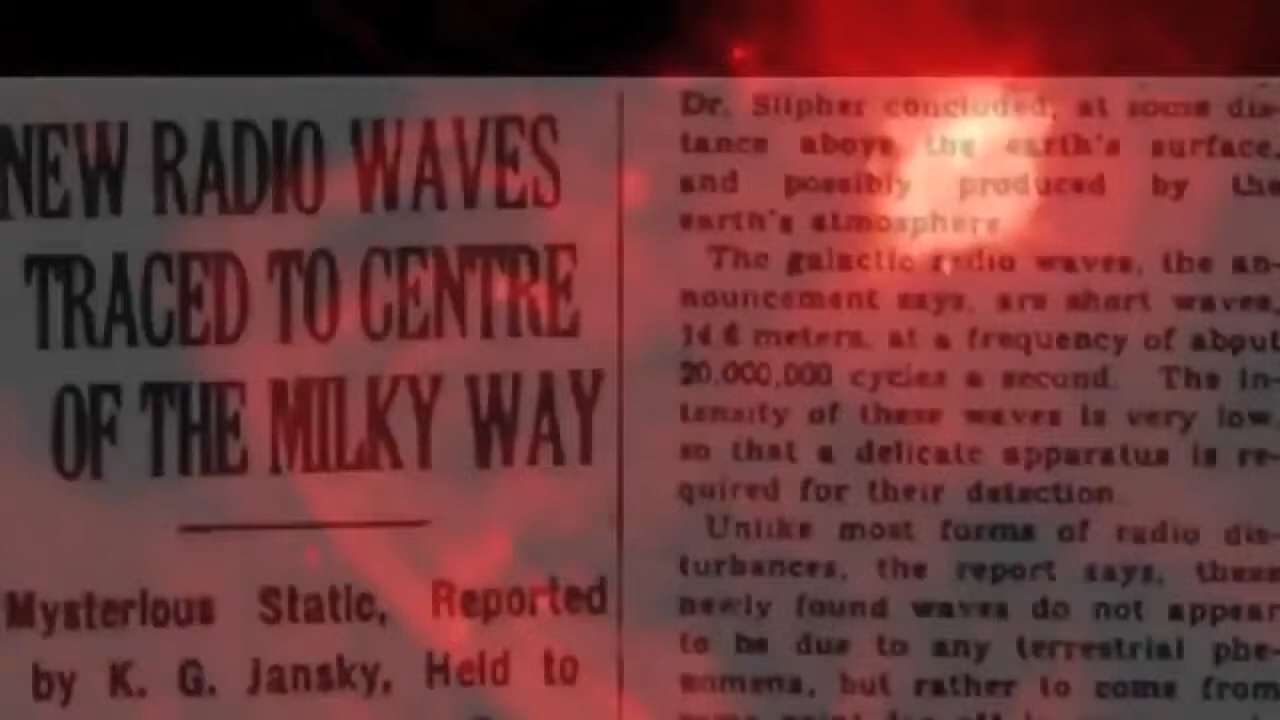 NEW RADIO WAVES
TRACED TO CENTRE
OF THE MILKY WAY
Mysterious Static, Reported
by K. G. Jansky, Held to
Dr. Slipher concluded, at some dis-
tance above the earth's surface,
and possibly produced by the
earth's atmosphere
The galactic radio waves, the an-
nouncement says, are short waves,
14.6 meters, at a frequency of about
20,000,000 cycles a second. The in-
tensity of these waves is very low,
so that a delicate apparatus is re-
quired for their detection.
Unlike most forms of radio dis-
turbances, the report says, these
newly found waves do not appear
to be due to any terrestrial phe-
nomena, but rather to come from